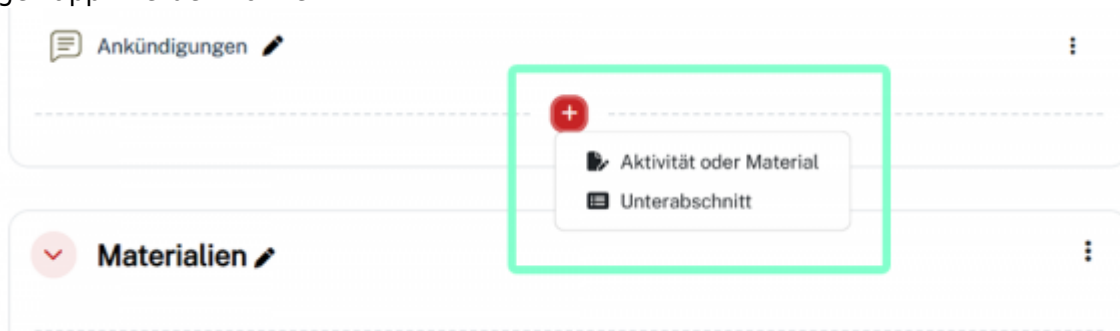 Ankündigungen
+
Aktivität oder Material
Unterabschnitt
Materialien